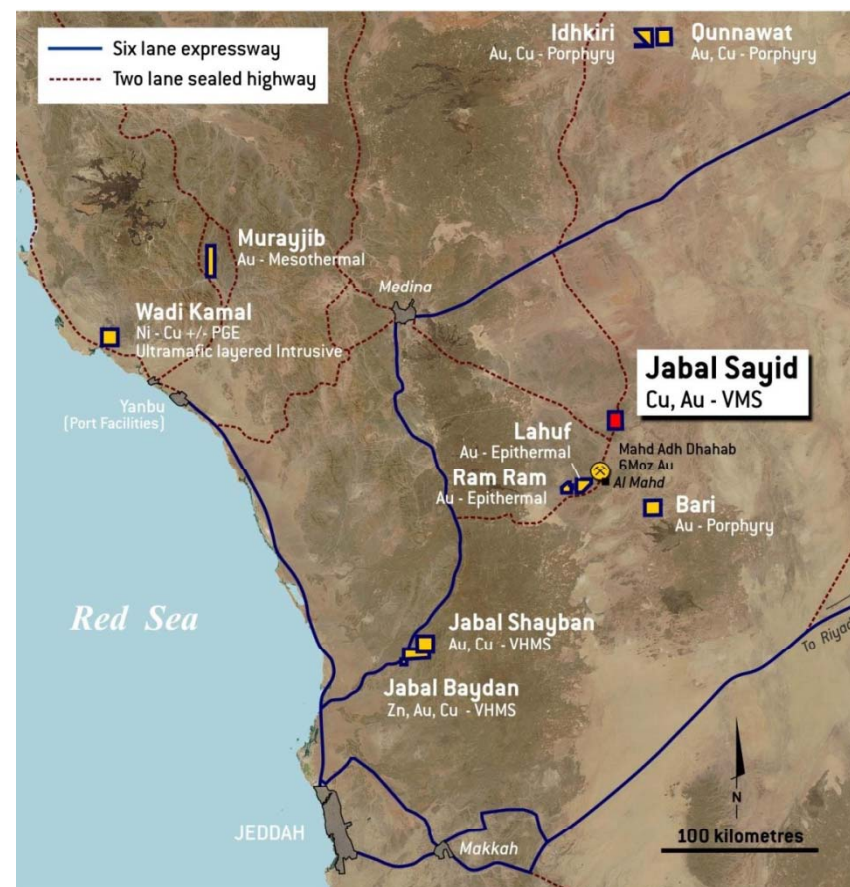 Six lane expressway
Two lane sealed highway
Idhkiri
Au, Cu - Porphyry
Qunnawat
Au, Cu - Porphyry
Murayjib
Au - Mesothermal
Medina
Wadi Kamal
Ni - Cu +/- PGE
Ultramafic layered Intrusive
Yanbu
(Port Facilities)
Jabal Sayid
Cu, Au - VMS
Lahuf
Au - Epithermal
Mahd Adh Dhahab
6Moz Au
Ram Ram
Au - Epithermal
Al Mahd
Bari
Au - Porphyry
Red Sea
Jabal Shayban
Au, Cu - VHMS
To Riyad
Jabal Baydan
Zn, Au, Cu - VHMS
N
JEDDAH
Makkah
100 kilometres